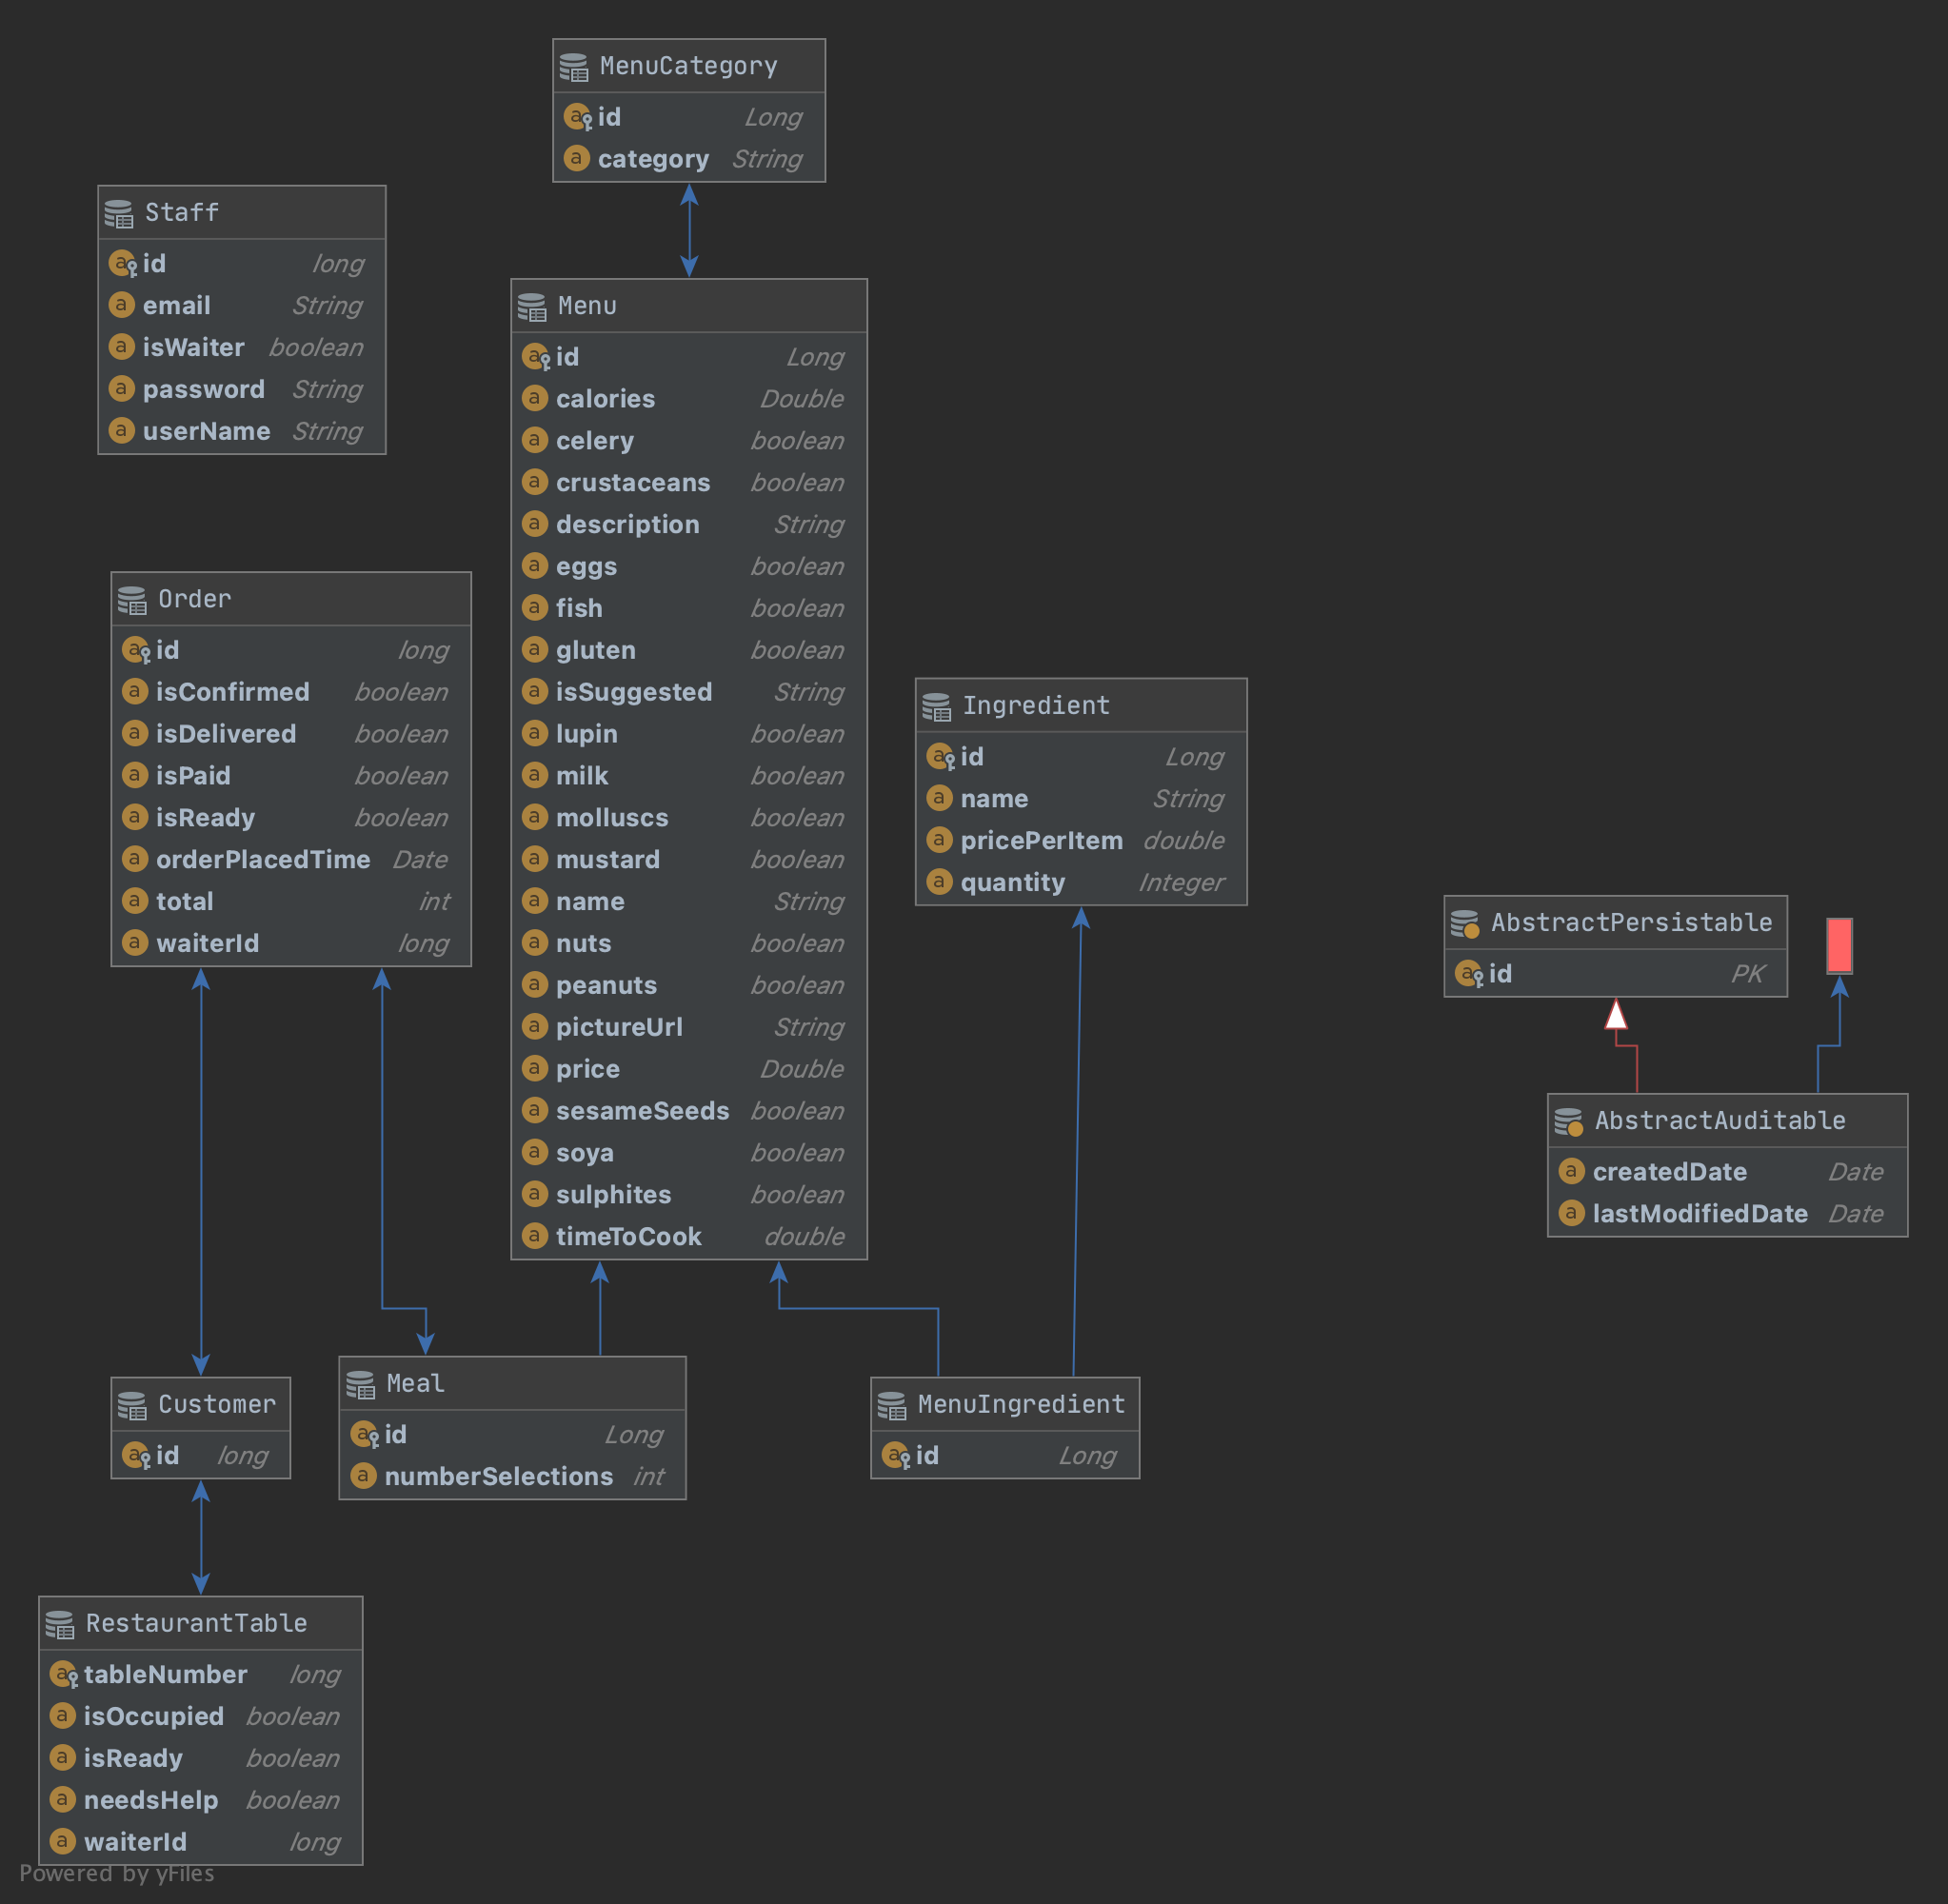 MenuCategory
id Long
category String
Staff
id long
email String
isWaiter boolean
password String
userName String
Menu
id Long
calories Double
celery boolean
crustaceans boolean
description String
eggs boolean
fish boolean
gluten boolean
isSuggested String
lupin boolean
milk boolean
molluscs boolean
mustard boolean
name String
nuts boolean
peanuts boolean
pictureUrl String
price Double
sesameSeeds boolean
soya boolean
sulphites boolean
timeToCook double
Order
id long
isConfirmed boolean
isDelivered boolean
isPaid boolean
isReady boolean
orderPlacedTime Date
total int
waiterId long
Ingredient
id Long
name String
pricePerItem double
quantity Integer
AbstractPersistable
id PK
AbstractAuditable
createdDate Date
lastModifiedDate Date
Customer
id long
Meal
id Long
numberSelections int
MenuIngredient
id Long
RestaurantTable
tableNumber long
isOccupied boolean
isReady boolean
needsHelp boolean
waiterId long
Powered by yFiles